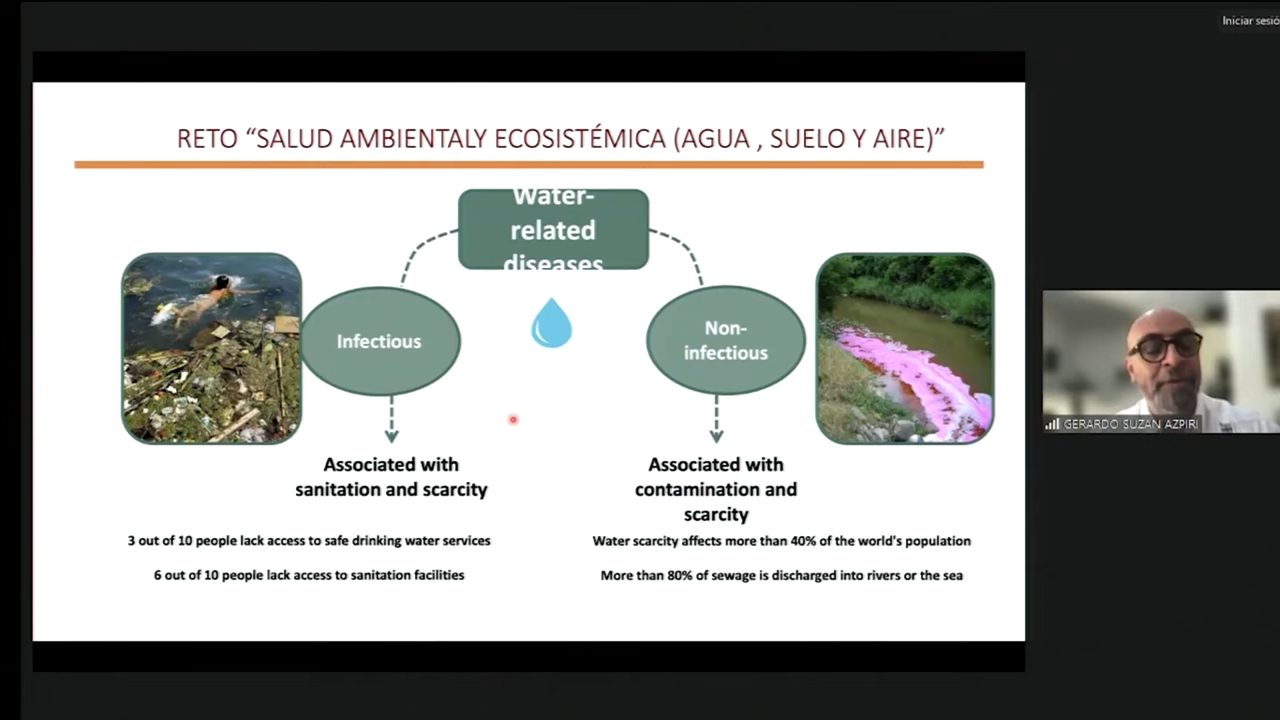 Iniciar sesió
RETO “SALUD AMBIENTALY ECOSISTÉMICA (AGUA , SUELO Y AIRE)”
Water-
related
diseases
Infectious
Non-
infectious
Associated with
sanitation and scarcity
Associated with
contamination and
scarcity
3 out of 10 people lack access to safe drinking water services
6 out of 10 people lack access to sanitation facilities
Water scarcity affects more than 40% of the world's population
More than 80% of sewage is discharged into rivers or the sea
GERARDO SUZAN AZPIRI